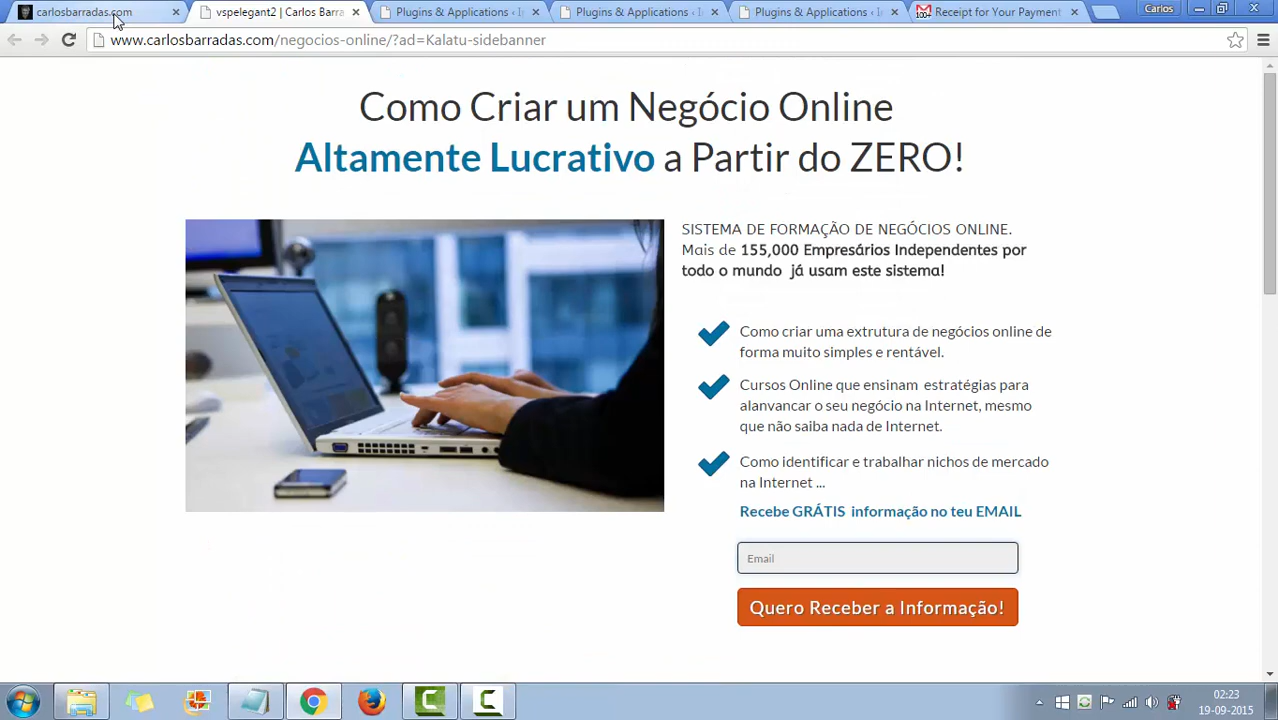 carlosbarradas.com
vspelegant2 | Carlos Barra
Plugins & Applications ‹ I
Plugins & Applications ‹ I
Plugins & Applications ‹ I
Receipt for Your Payment
Carlos
www.carlosbarradas.com/negocios-online/?ad=Kalatu-sidebanner
Como Criar um Negócio Online
Altamente Lucrativo a Partir do ZERO!
SISTEMA DE FORMAÇÃO DE NEGÓCIOS ONLINE.
Mais de 155,000 Empresários Independentes por
todo o mundo já usam este sistema!
Como criar uma extrutura de negócios online de
forma muito simples e rentável.
Cursos Online que ensinam estratégias para
alanvancar o seu negócio na Internet, mesmo
que não saiba nada de Internet.
Como identificar e trabalhar nichos de mercado
na Internet ...
Recebe GRÁTIS informação no teu EMAIL
Email
Quero Receber a Informação!
02:23
19-09-2015